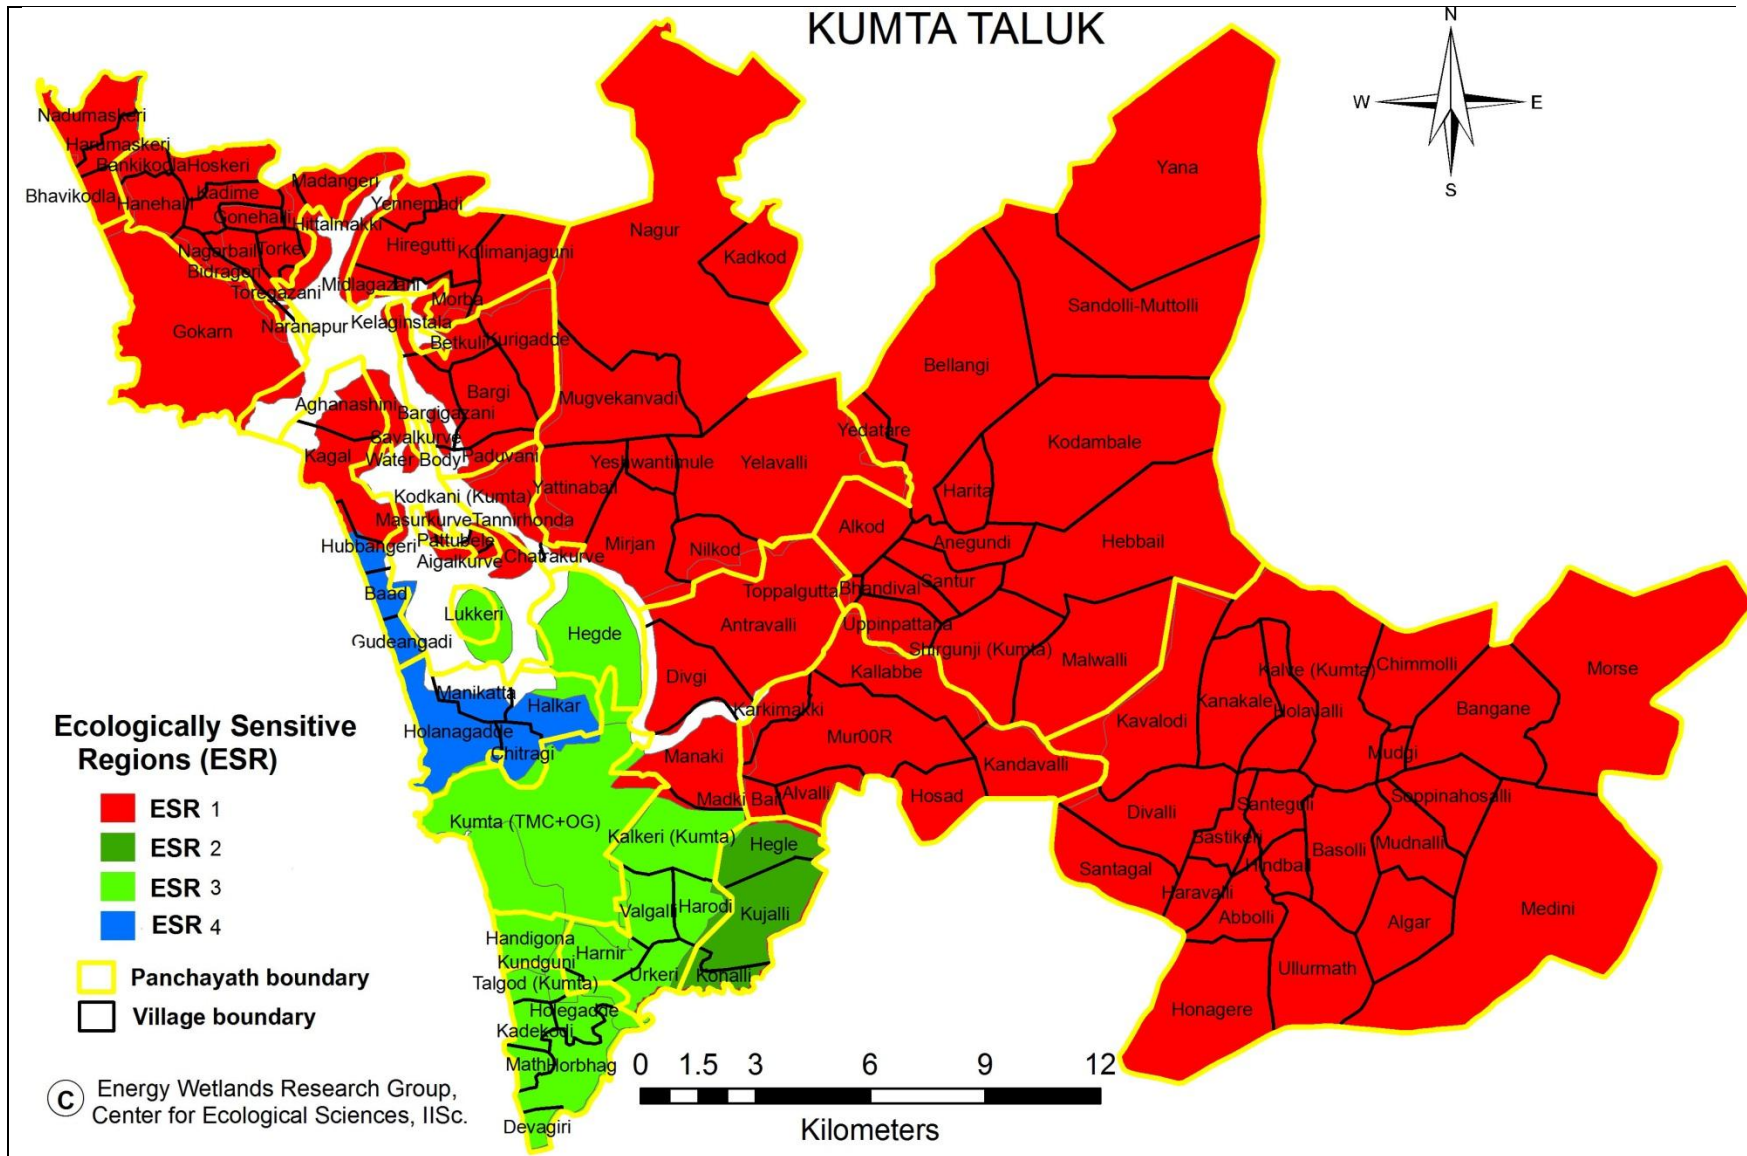 KUMTA TALUK
N
W
E
S
Nadumaskeri
Harumaskeri
Bankikodla
Hoskeri
Bhavikodla
Hanehalli
Kadime
Gonehalli
Madangeri
Hittalmakki
Yennemadi
Nagarbail
Torke
Bidrageri
Toregazani
Hiregutti
Kolimanjaguni
Midlagazani
Morba
Gokarn
Naranapur
Kelaginstala
Betkuli
Kurigadde
Nagur
Kadkod
Yana
Sandolli-Muttolli
Bellangi
Aghanashini
Bargi
Bargigazani
Mugvekanvadi
Savalkurve
Kagal
Water Body
Paduvani
Yeshwantimule
Yelavalli
Yedatare
Kodambale
Harita
Kodkani (Kumta)
Yattinabail
Masurkurve
Tannirhonda
Hubbangeri
Pattubele
Aigalkurve
Chatrakurve
Mirjan
Nilkod
Alkod
Anegundi
Hebbail
Baad
Lukkeri
Gudeangadi
Hegde
Toppalgutta
Bhandival
Santur
Antravalli
Uppinpattana
Shirgunji (Kumta)
Malwalli
Divgi
Kallabbe
Manikatta
Halkar
Holanagadde
Chitragi
Karkimakki
Manaki
Mur00R
Kandavalli
Kavalodi
Kanakale
Kalve (Kumta)
Holavalli
Chimmolli
Morse
Bangane
Mudgi
Soppinahosalli
Madki Bail
Alvalli
Hosad
Divalli
Santeguli
Bastikeri
Hindbail
Basolli
Mudnalli
Kumta (TMC+OG)
Kalkeri (Kumta)
Hegle
Santagal
Haravalli
Abbolli
Algar
Medini
Valgalli
Harodi
Kujalli
Handigona
Harnir
Kundguni
Urkeri
Konalli
Talgod (Kumta)
Ullurmath
Honagere
Holegadde
Kadekodi
Math
Horbhag
Devagiri
Ecologically Sensitive
Regions (ESR)
ESR 1
ESR 2
ESR 3
ESR 4
Panchayath boundary
Village boundary
C Energy Wetlands Research Group,
Center for Ecological Sciences, IISc.
0 1.5 3 6 9 12
Kilometers